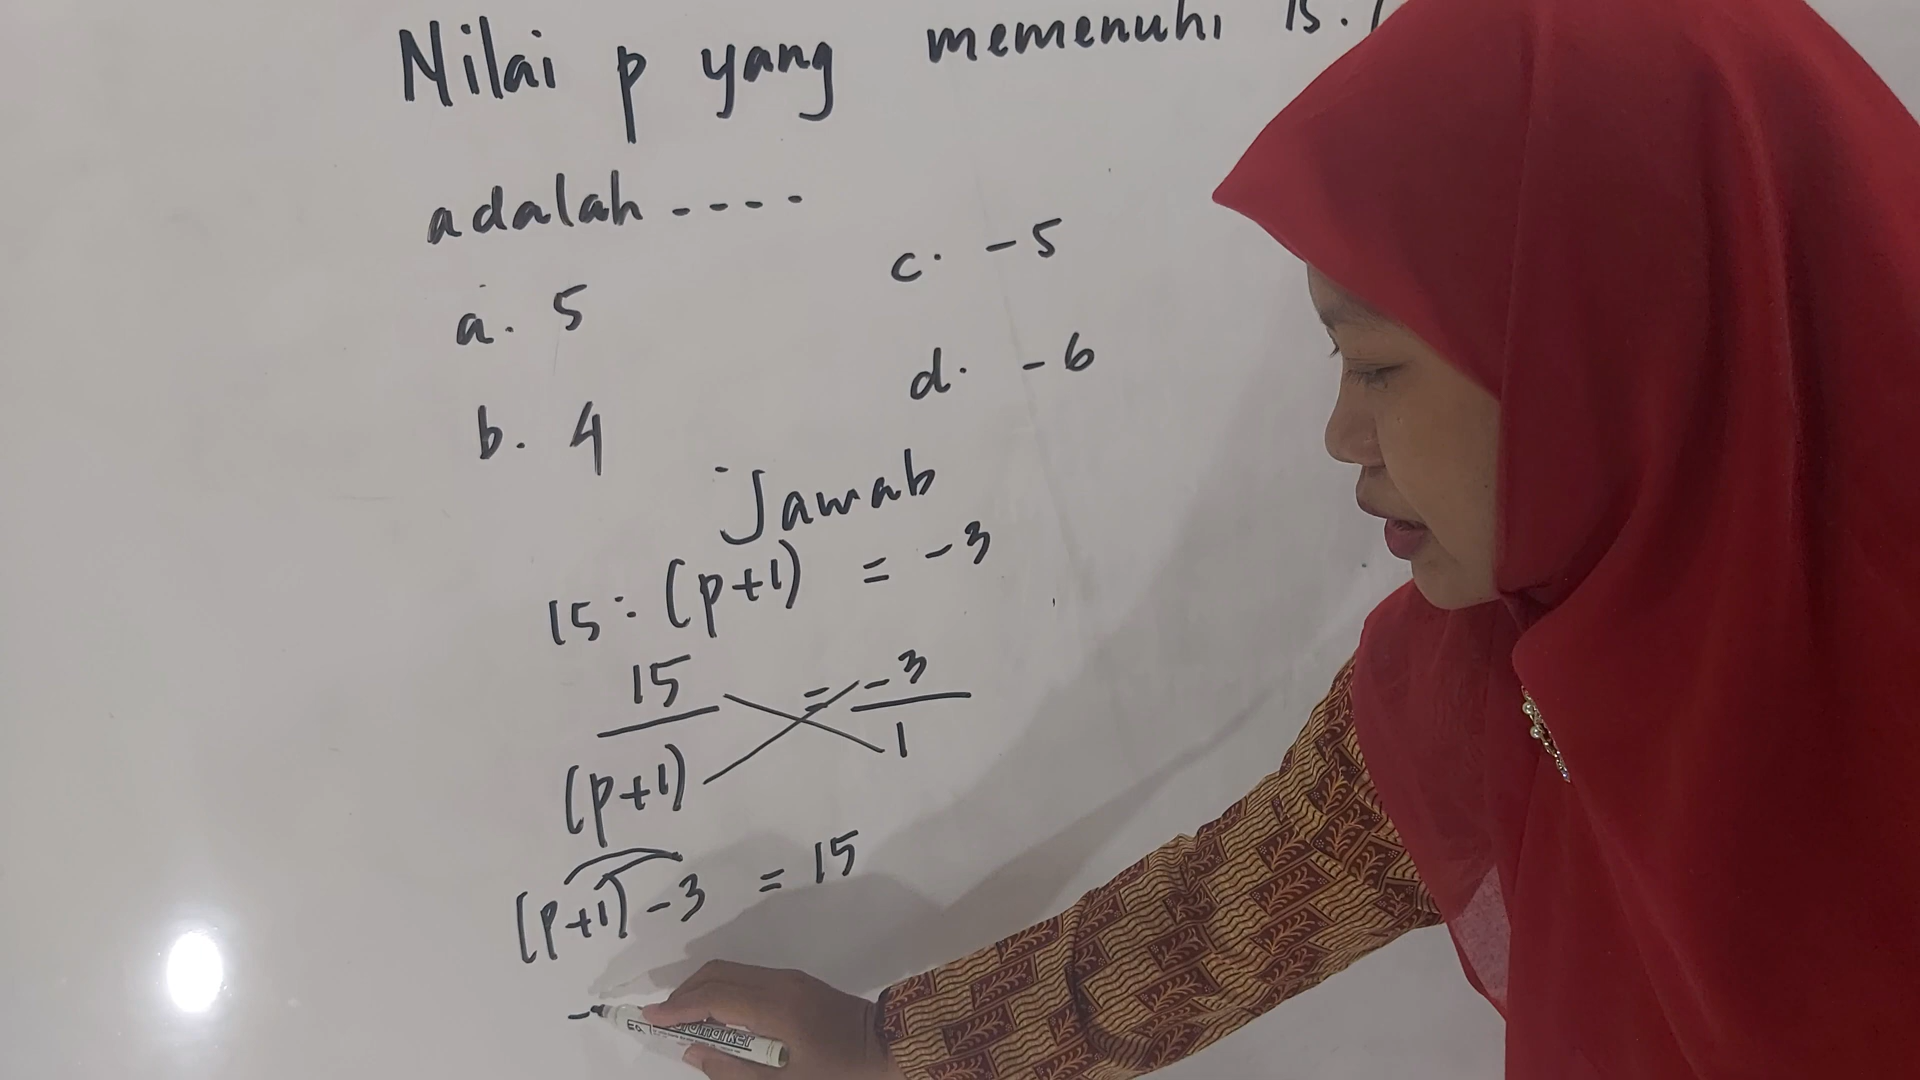 Nilai p yang memenuhi 15 : (
adalah ----
a. 5
c. -5
b. 4
d. -6
Jawab
15 : (p+1) = -3
15 = -3
(p+1) 1
(p+1) -3 = 15
-